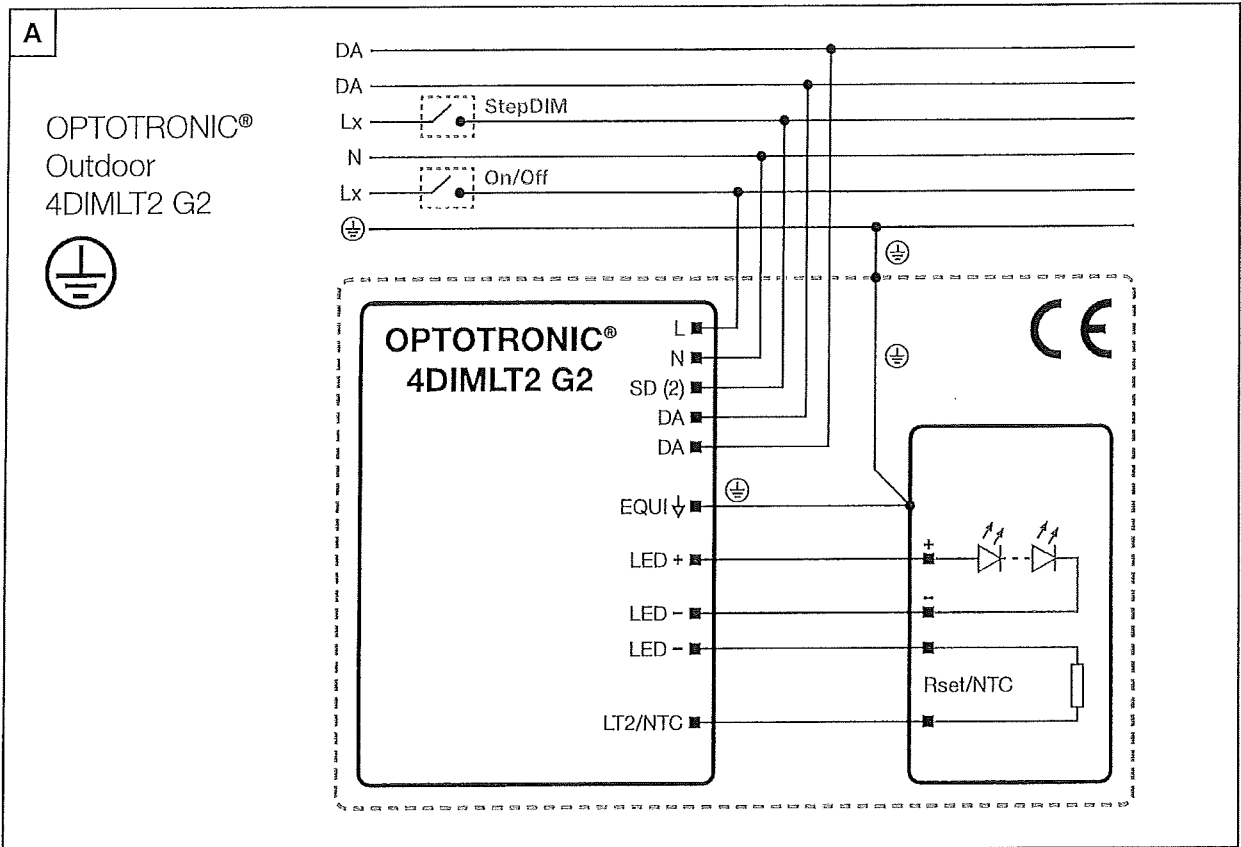 A
OPTOTRONIC®
Outdoor
4DIMLT2 G2
DA
DA
Lx StepDIM
N
Lx On/Off
OPTOTRONIC®
4DIMLT2 G2
L
N
SD (2)
DA
DA
EQUI
LED +
LED -
LED -
LT2/NTC
CE
+
-
Rset/NTC